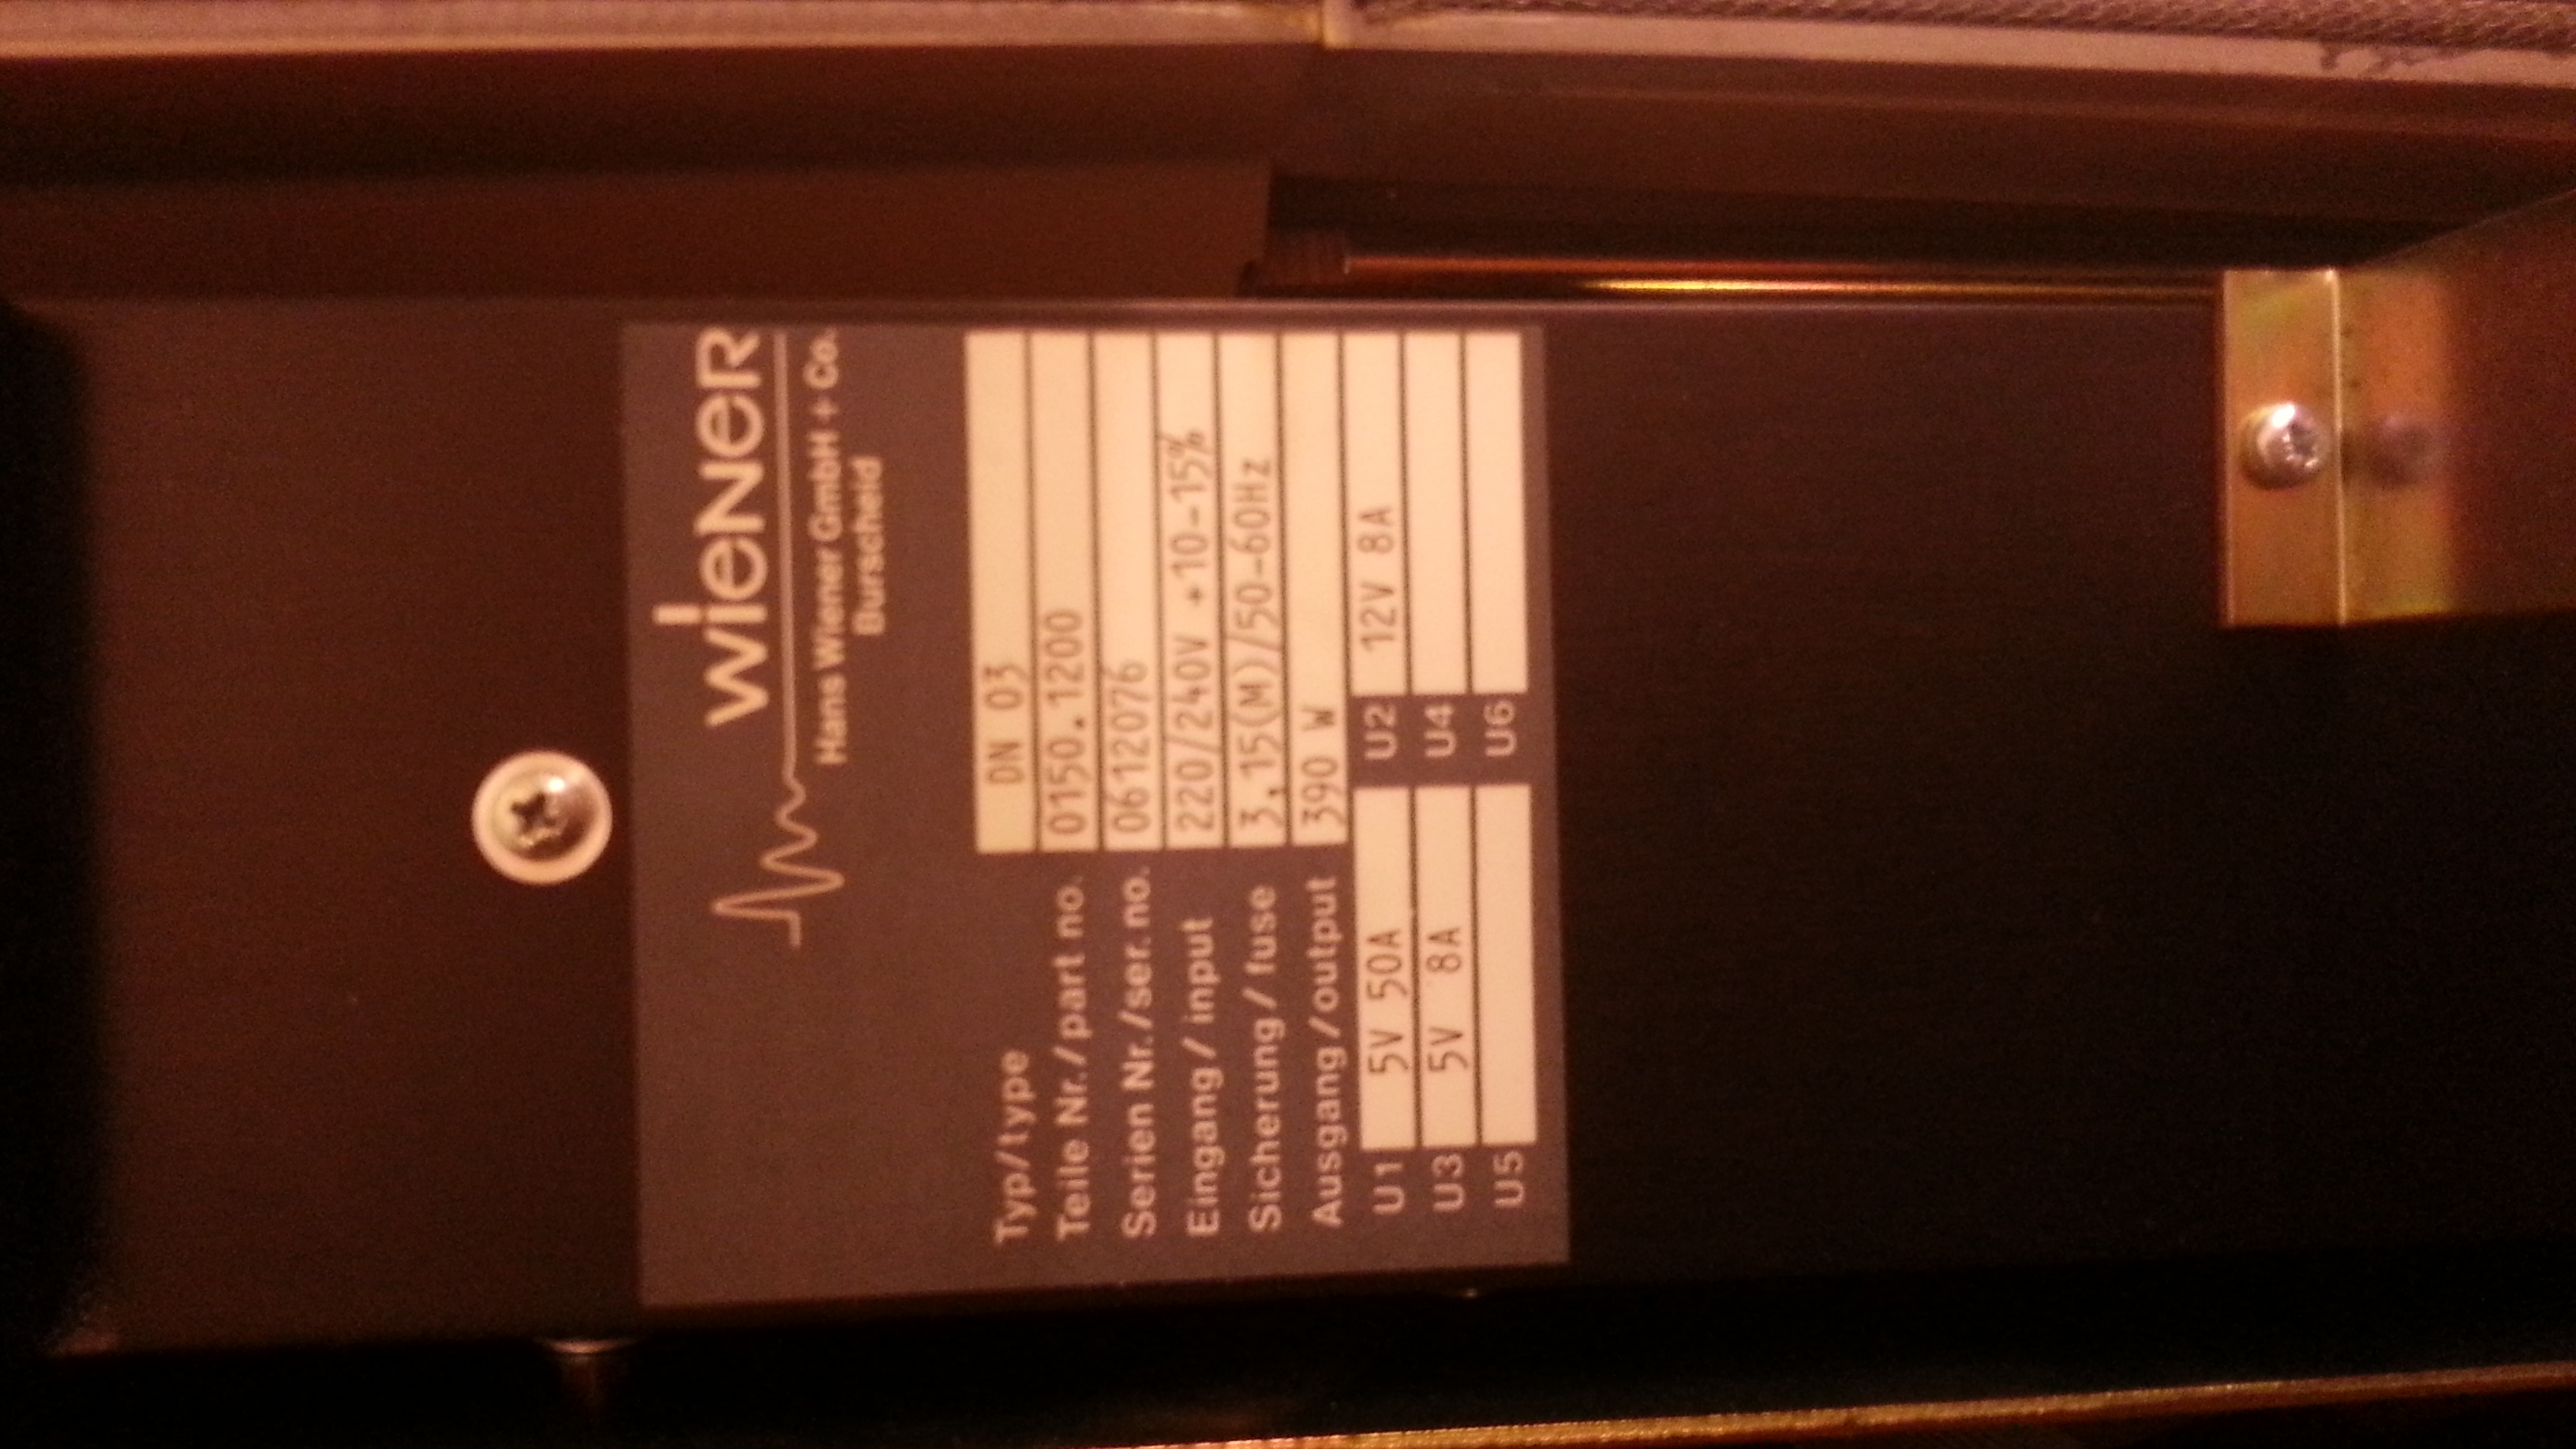 wieNer
Hans Wiener GmbH + Co.
Burscheid
Typ/type DN 03
Teile Nr./part no. 0150.1200
Serien Nr./ser. no. 0612076
Eingang/input 220/240V +10-15%
Sicherung/fuse 3,15(M)/50-60Hz
Ausgang/output 390 W
U1 5V 50A U2 12V 8A
U3 5V 8A U4
U5 U6